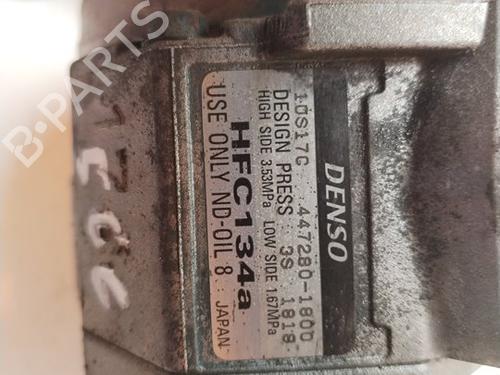 DENSO
10S17C 447280-1800
DESIGN PRESS : 3S 1818
HIGH SIDE 3.53MPa LOW SIDE 1.67MPa
HFC134a
USE ONLY ND-OIL 8 : JAPAN
B-PARTS